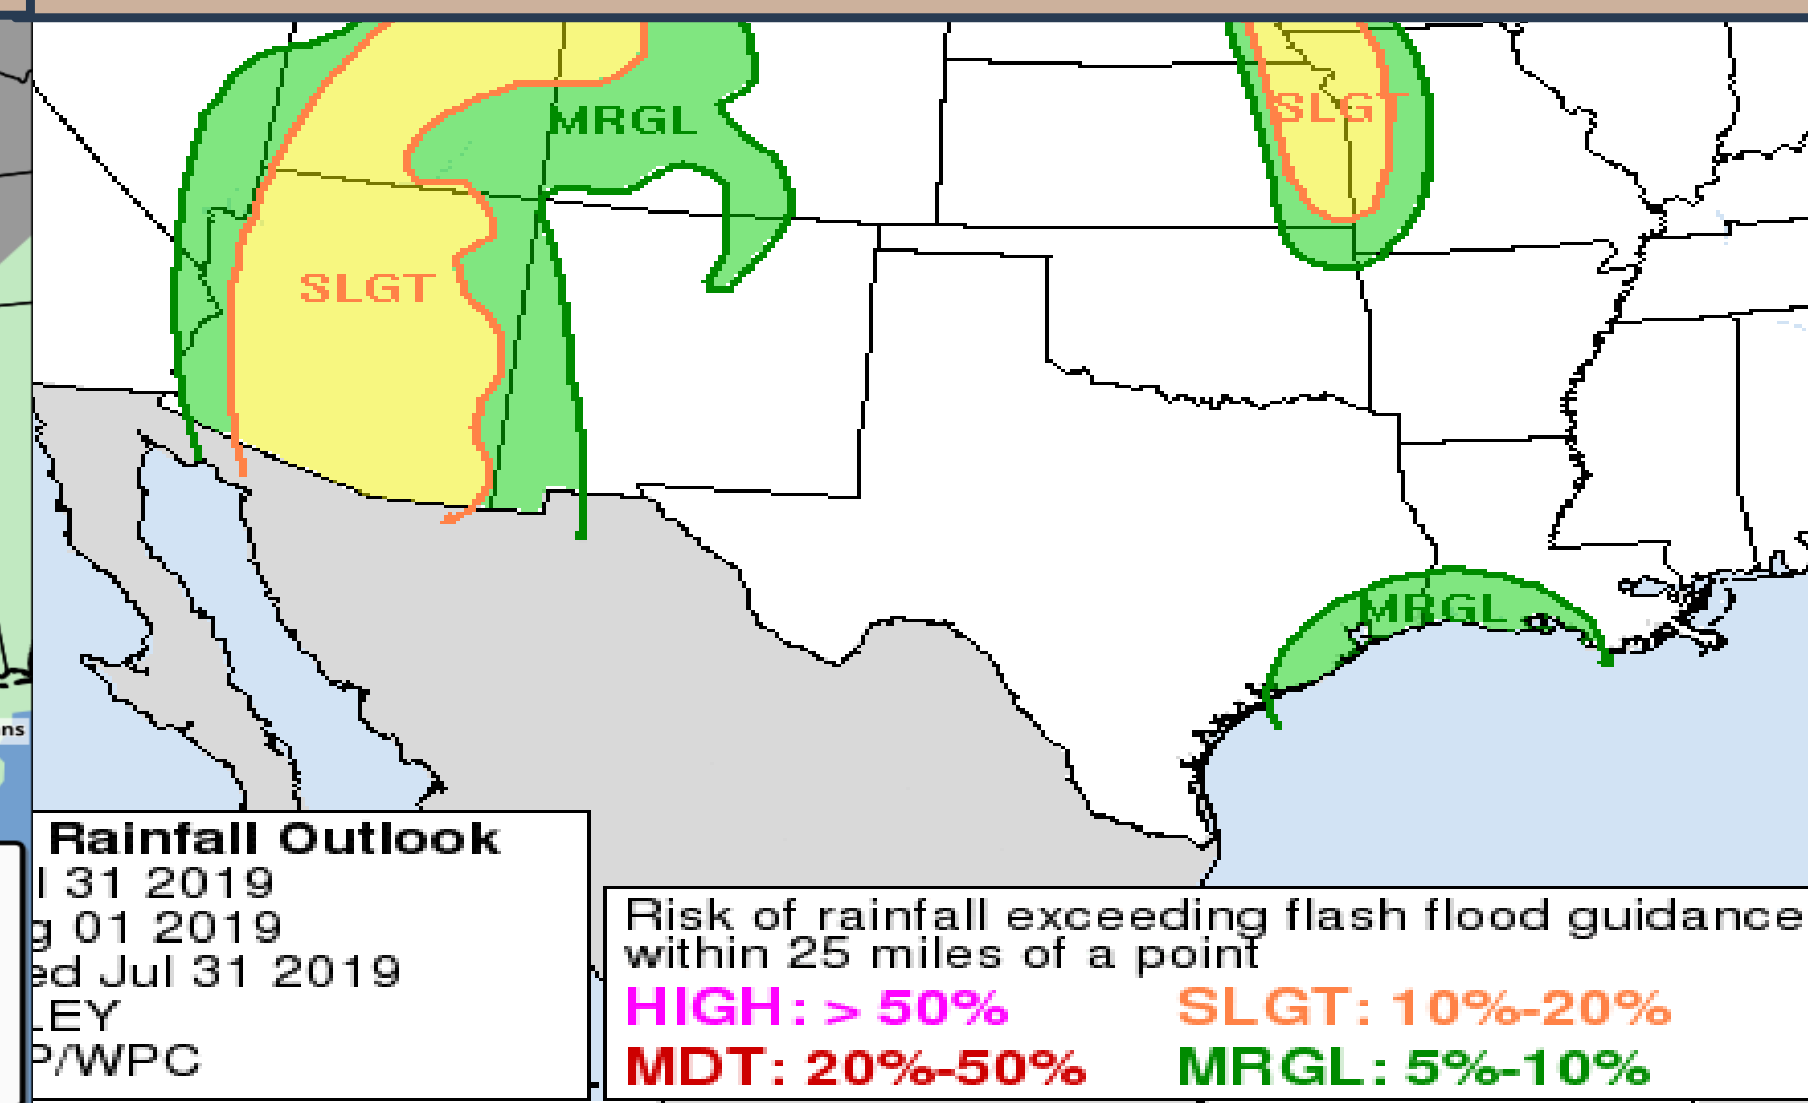 MRGL
SLGT
SLGT
MRGL
ns
Rainfall Outlook
l 31 2019
g 01 2019
ed Jul 31 2019
LEY
P/WPC
Risk of rainfall exceeding flash flood guidance
within 25 miles of a point
HIGH: > 50%
SLGT: 10%-20%
MDT: 20%-50%
MRGL: 5%-10%